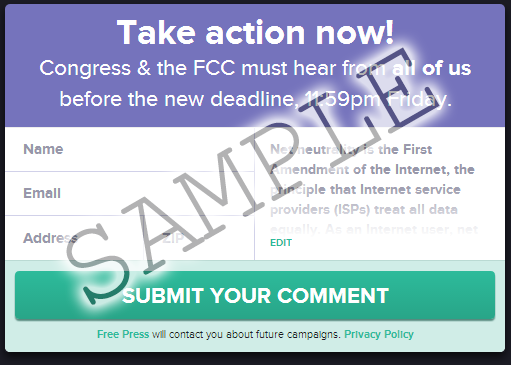 Take action now!
Congress & the FCC must hear from all of us
before the new deadline, 11:59pm Friday.
Name
Email
Address ZIP
Net neutrality is the First
Amendment of the Internet, the
principle that Internet service
providers (ISPs) treat all data
equally. As an Internet user, net
EDIT
SAMPLE
SUBMIT YOUR COMMENT
Free Press will contact you about future campaigns. Privacy Policy